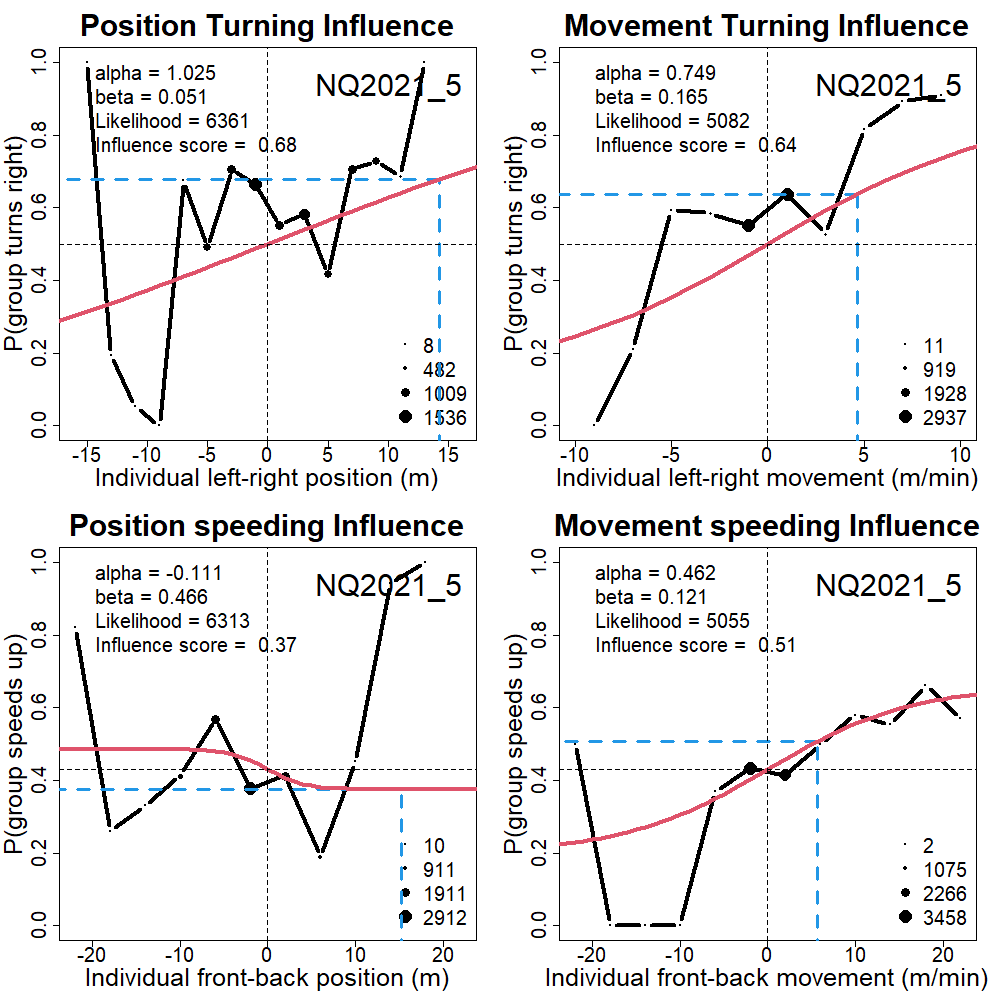 Position Turning Influence
P(group turns right)
1.0
0.8
0.6
0.4
0.2
0.0
alpha = 1.025
beta = 0.051
Likelihood = 6361
Influence score = 0.68
NQ2021_5
8
482
1009
1536
-15
-10
-5
0
5
10
15
Individual left-right position (m)
Movement Turning Influence
P(group turns right)
1.0
0.8
0.6
0.4
0.2
0.0
alpha = 0.749
beta = 0.165
Likelihood = 5082
Influence score = 0.64
NQ2021_5
11
919
1928
2937
-10
-5
0
5
10
Individual left-right movement (m/min)
Position speeding Influence
P(group speeds up)
1.0
0.8
0.6
0.4
0.2
0.0
alpha = -0.111
beta = 0.466
Likelihood = 6313
Influence score = 0.37
NQ2021_5
10
911
1911
2912
-20
-10
0
10
20
Individual front-back position (m)
Movement speeding Influence
P(group speeds up)
1.0
0.8
0.6
0.4
0.2
0.0
alpha = 0.462
beta = 0.121
Likelihood = 5055
Influence score = 0.51
NQ2021_5
2
1075
2266
3458
-20
-10
0
10
20
Individual front-back movement (m/min)